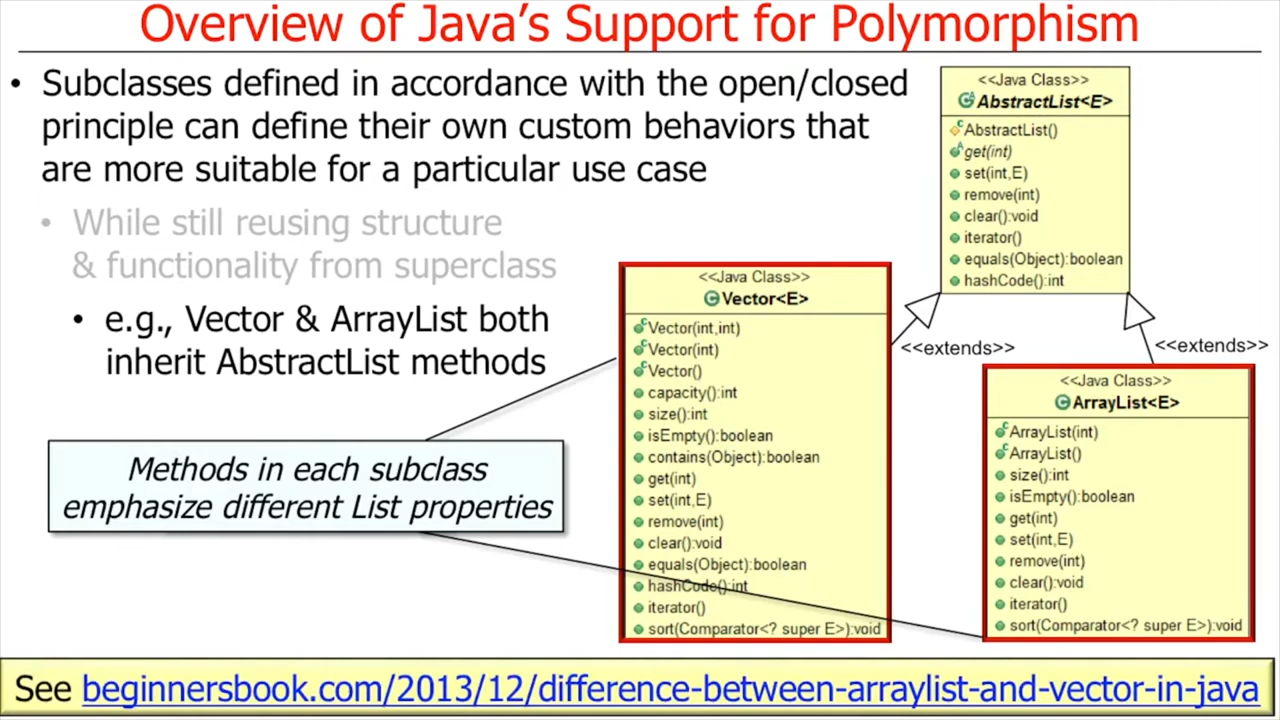 Overview of Java's Support for Polymorphism
• Subclasses defined in accordance with the open/closed
principle can define their own custom behaviors that
are more suitable for a particular use case
• While still reusing structure
& functionality from superclass
• e.g., Vector & ArrayList both
inherit AbstractList methods
Methods in each subclass
emphasize different List properties
<<Java Class>>
AbstractList<E>
AbstractList()
get(int)
set(int,E)
remove(int)
clear():void
iterator()
equals(Object):boolean
hashCode():int
<<extends>>
<<extends>>
<<Java Class>>
Vector<E>
Vector(int,int)
Vector(int)
Vector()
capacity():int
size():int
isEmpty():boolean
contains(Object):boolean
get(int)
set(int,E)
remove(int)
clear():void
equals(Object):boolean
hashCode():int
iterator()
sort(Comparator<? super E>):void
<<Java Class>>
ArrayList<E>
ArrayList(int)
ArrayList()
size():int
isEmpty():boolean
get(int)
set(int,E)
remove(int)
clear():void
iterator()
sort(Comparator<? super E>):void
See beginnersbook.com/2013/12/difference-between-arraylist-and-vector-in-java